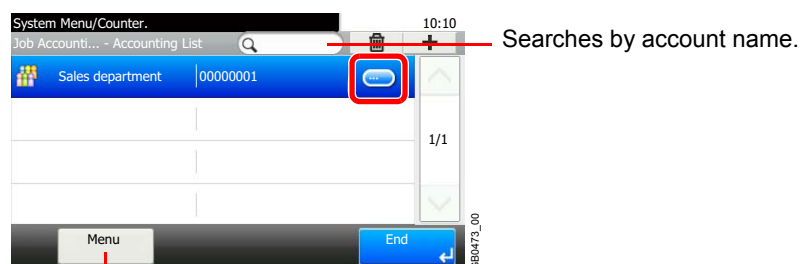 System Menu/Counter. 10:10
Job Accounti... - Accounting List
Searches by account name.
Sales department 00000001
1/1
Menu End